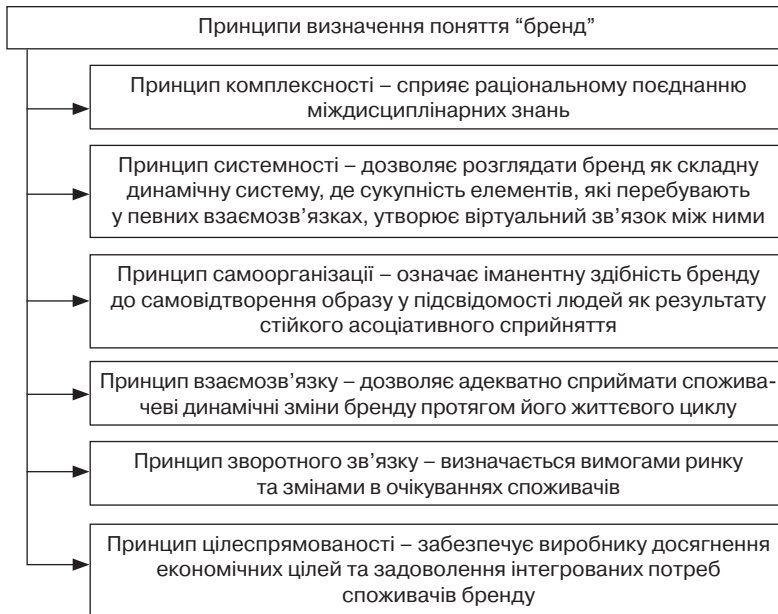 Принципи визначення поняття “бренд”
Принцип комплексності – сприяє раціональному поєднанню
міждисциплінарних знань
Принцип системності – дозволяє розглядати бренд як складну
динамічну систему, де сукупність елементів, які перебувають
у певних взаємозв’язках, утворює віртуальний зв’язок між ними
Принцип самоорганізації – означає іманентну здібність бренду
до самовідтворення образу у підсвідомості людей як результату
стійкого асоціативного сприйняття
Принцип взаємозв’язку – дозволяє адекватно сприймати спожива-
чеві динамічні зміни бренду протягом його життєвого циклу
Принцип зворотного зв’язку – визначається вимогами ринку
та змінами в очікуваннях споживачів
Принцип цілеспрямованості – забезпечує виробнику досягнення
економічних цілей та задоволення інтегрованих потреб
споживачів бренду